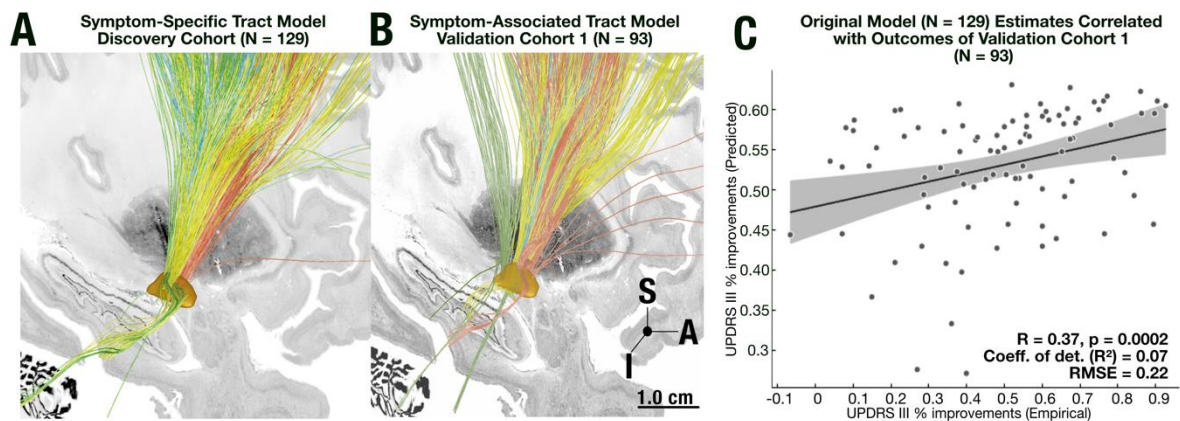 A
Symptom-Specific Tract Model
Discovery Cohort (N = 129)
B
Symptom-Associated Tract Model
Validation Cohort 1 (N = 93)
S
A
I
1.0 cm
C
Original Model (N = 129) Estimates Correlated
with Outcomes of Validation Cohort 1
(N = 93)
UPDRS III % improvements (Predicted)
0.60
0.55
0.50
0.45
0.40
0.35
0.3
R = 0.37, p = 0.0002
Coeff. of det. (R²) = 0.07
RMSE = 0.22
-0.1 0 0.1 0.2 0.3 0.4 0.5 0.6 0.7 0.8 0.9
UPDRS III % improvements (Empirical)